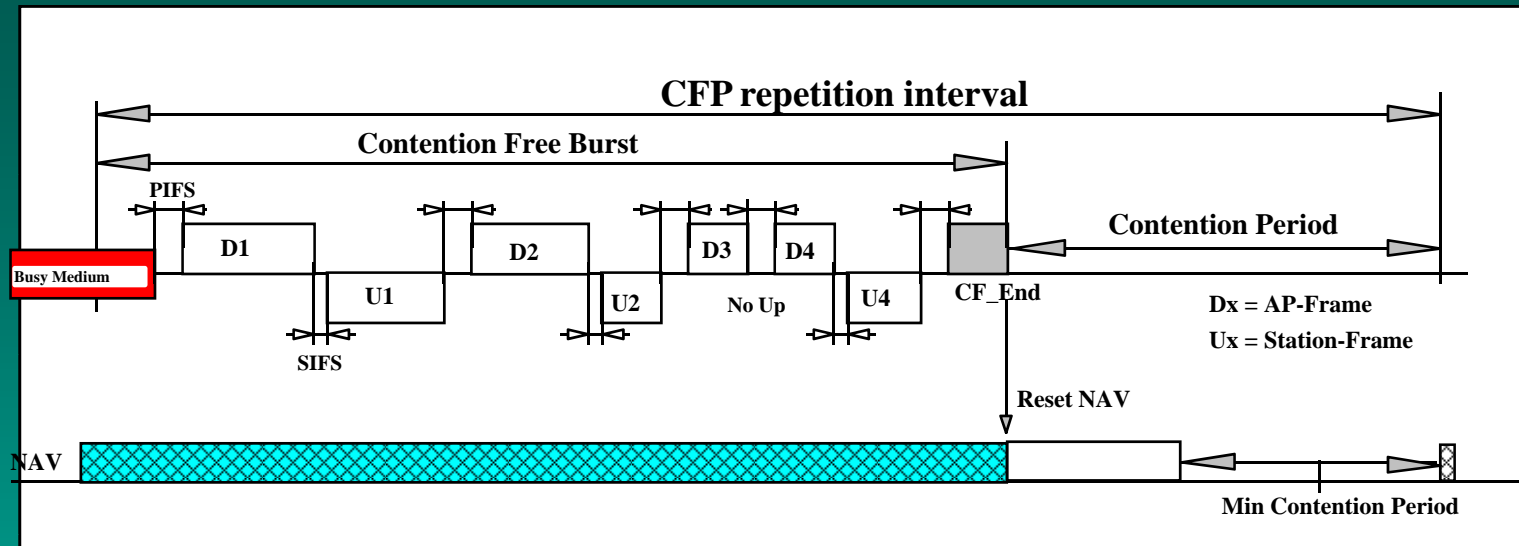 CFP repetition interval
Contention Free Burst
PIFS
Contention Period
D1
D2
D3
D4
Busy Medium
U1
U2
No Up
U4
CF_End
Dx = AP-Frame
Ux = Station-Frame
SIFS
Reset NAV
NAV
Min Contention Period